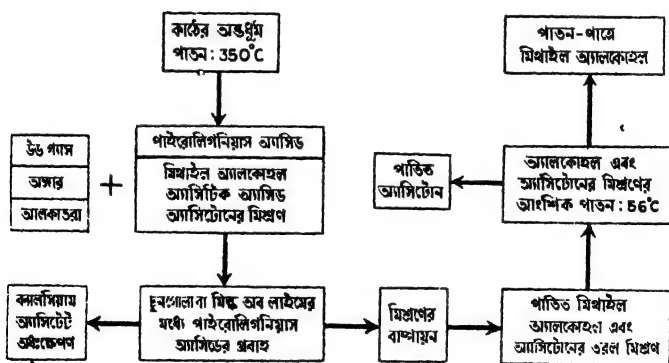 কাঠের অন্তর্ধূম
পাতন : 350°C
পাইরোলিগনিয়াস অ্যাসিড
মিথাইল অ্যালকোহল
অ্যাসিটিক অ্যাসিড
অ্যাসিটোনের মিশ্রণ
উড গ্যাস
অঙ্গার
আলকাতরা
+
ক্যালসিয়াম
অ্যাসিটেট
অধঃক্ষেপণ
চুনগোলা বা মিল্ক অব লাইমের
মধ্যে পাইরোলিগনিয়াস
অ্যাসিডের প্রবাহ
মিশ্রণের
বাষ্পায়ন
পাতিত মিথাইল
অ্যালকোহল এবং
অ্যাসিটোনের তরল মিশ্রণ
অ্যালকোহল এবং
অ্যাসিটোনের মিশ্রণের
আংশিক পাতন : 56°C
পাতিত
অ্যাসিটোন
পাতন-পাত্রে
মিথাইল অ্যালকোহল